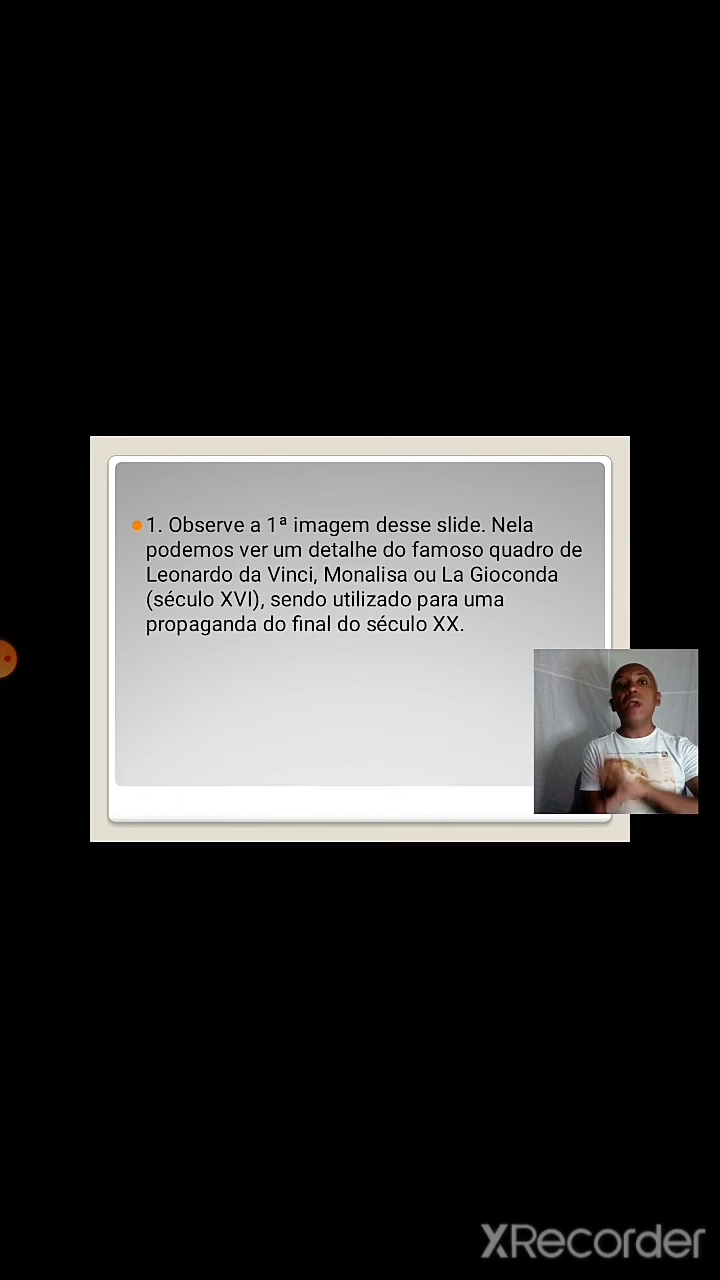 1. Observe a 1ª imagem desse slide. Nela
podemos ver um detalhe do famoso quadro de
Leonardo da Vinci, Monalisa ou La Gioconda
(século XVI), sendo utilizado para uma
propaganda do final do século XX.
XRecorder